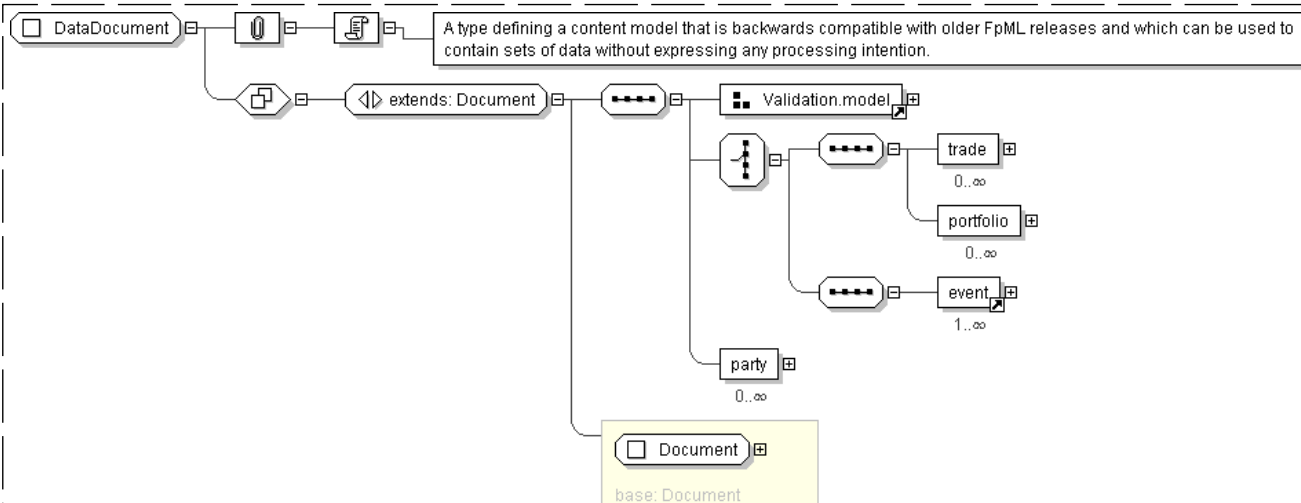 DataDocument
A type defining a content model that is backwards compatible with older FpML releases and which can be used to
contain sets of data without expressing any processing intention.
extends: Document
Validation.model
trade
0..∞
portfolio
0..∞
event
1..∞
party
0..∞
Document
base: Document